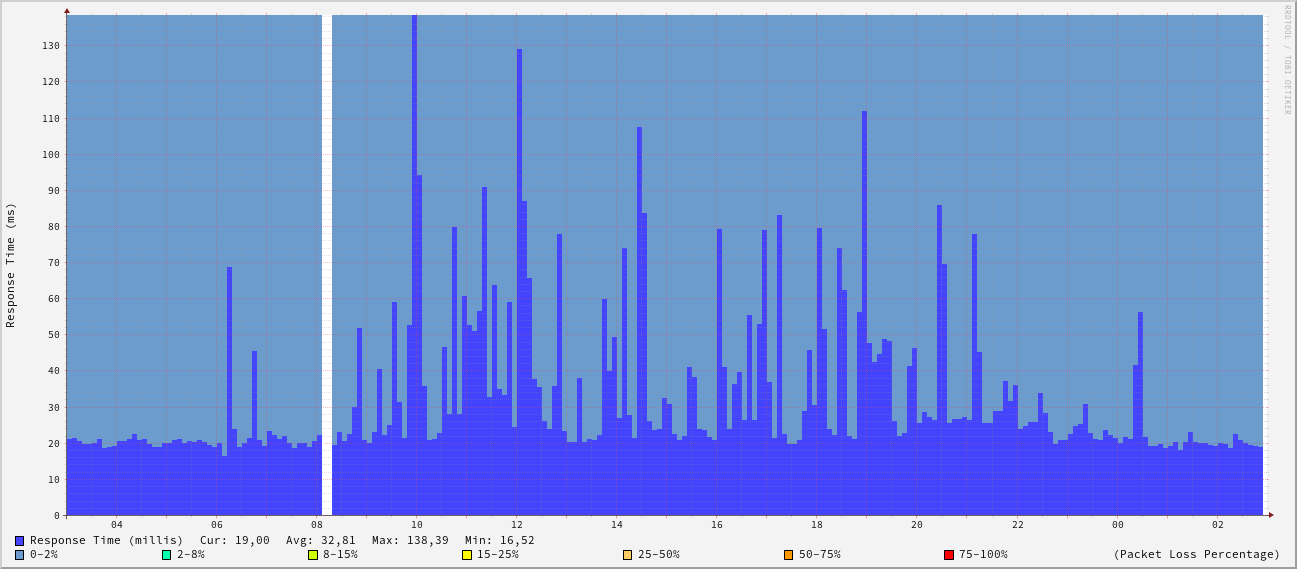 RRDTOOL / TOBI OETIKER
Response Time (ms)
130
120
110
100
90
80
70
60
50
40
30
20
10
0
04 06 08 10 12 14 16 18 20 22 00 02
Response Time (millis) Cur: 19,00 Avg: 32,81 Max: 138,39 Min: 16,52
0-2% 2-8% 8-15% 15-25% 25-50% 50-75% 75-100% (Packet Loss Percentage)